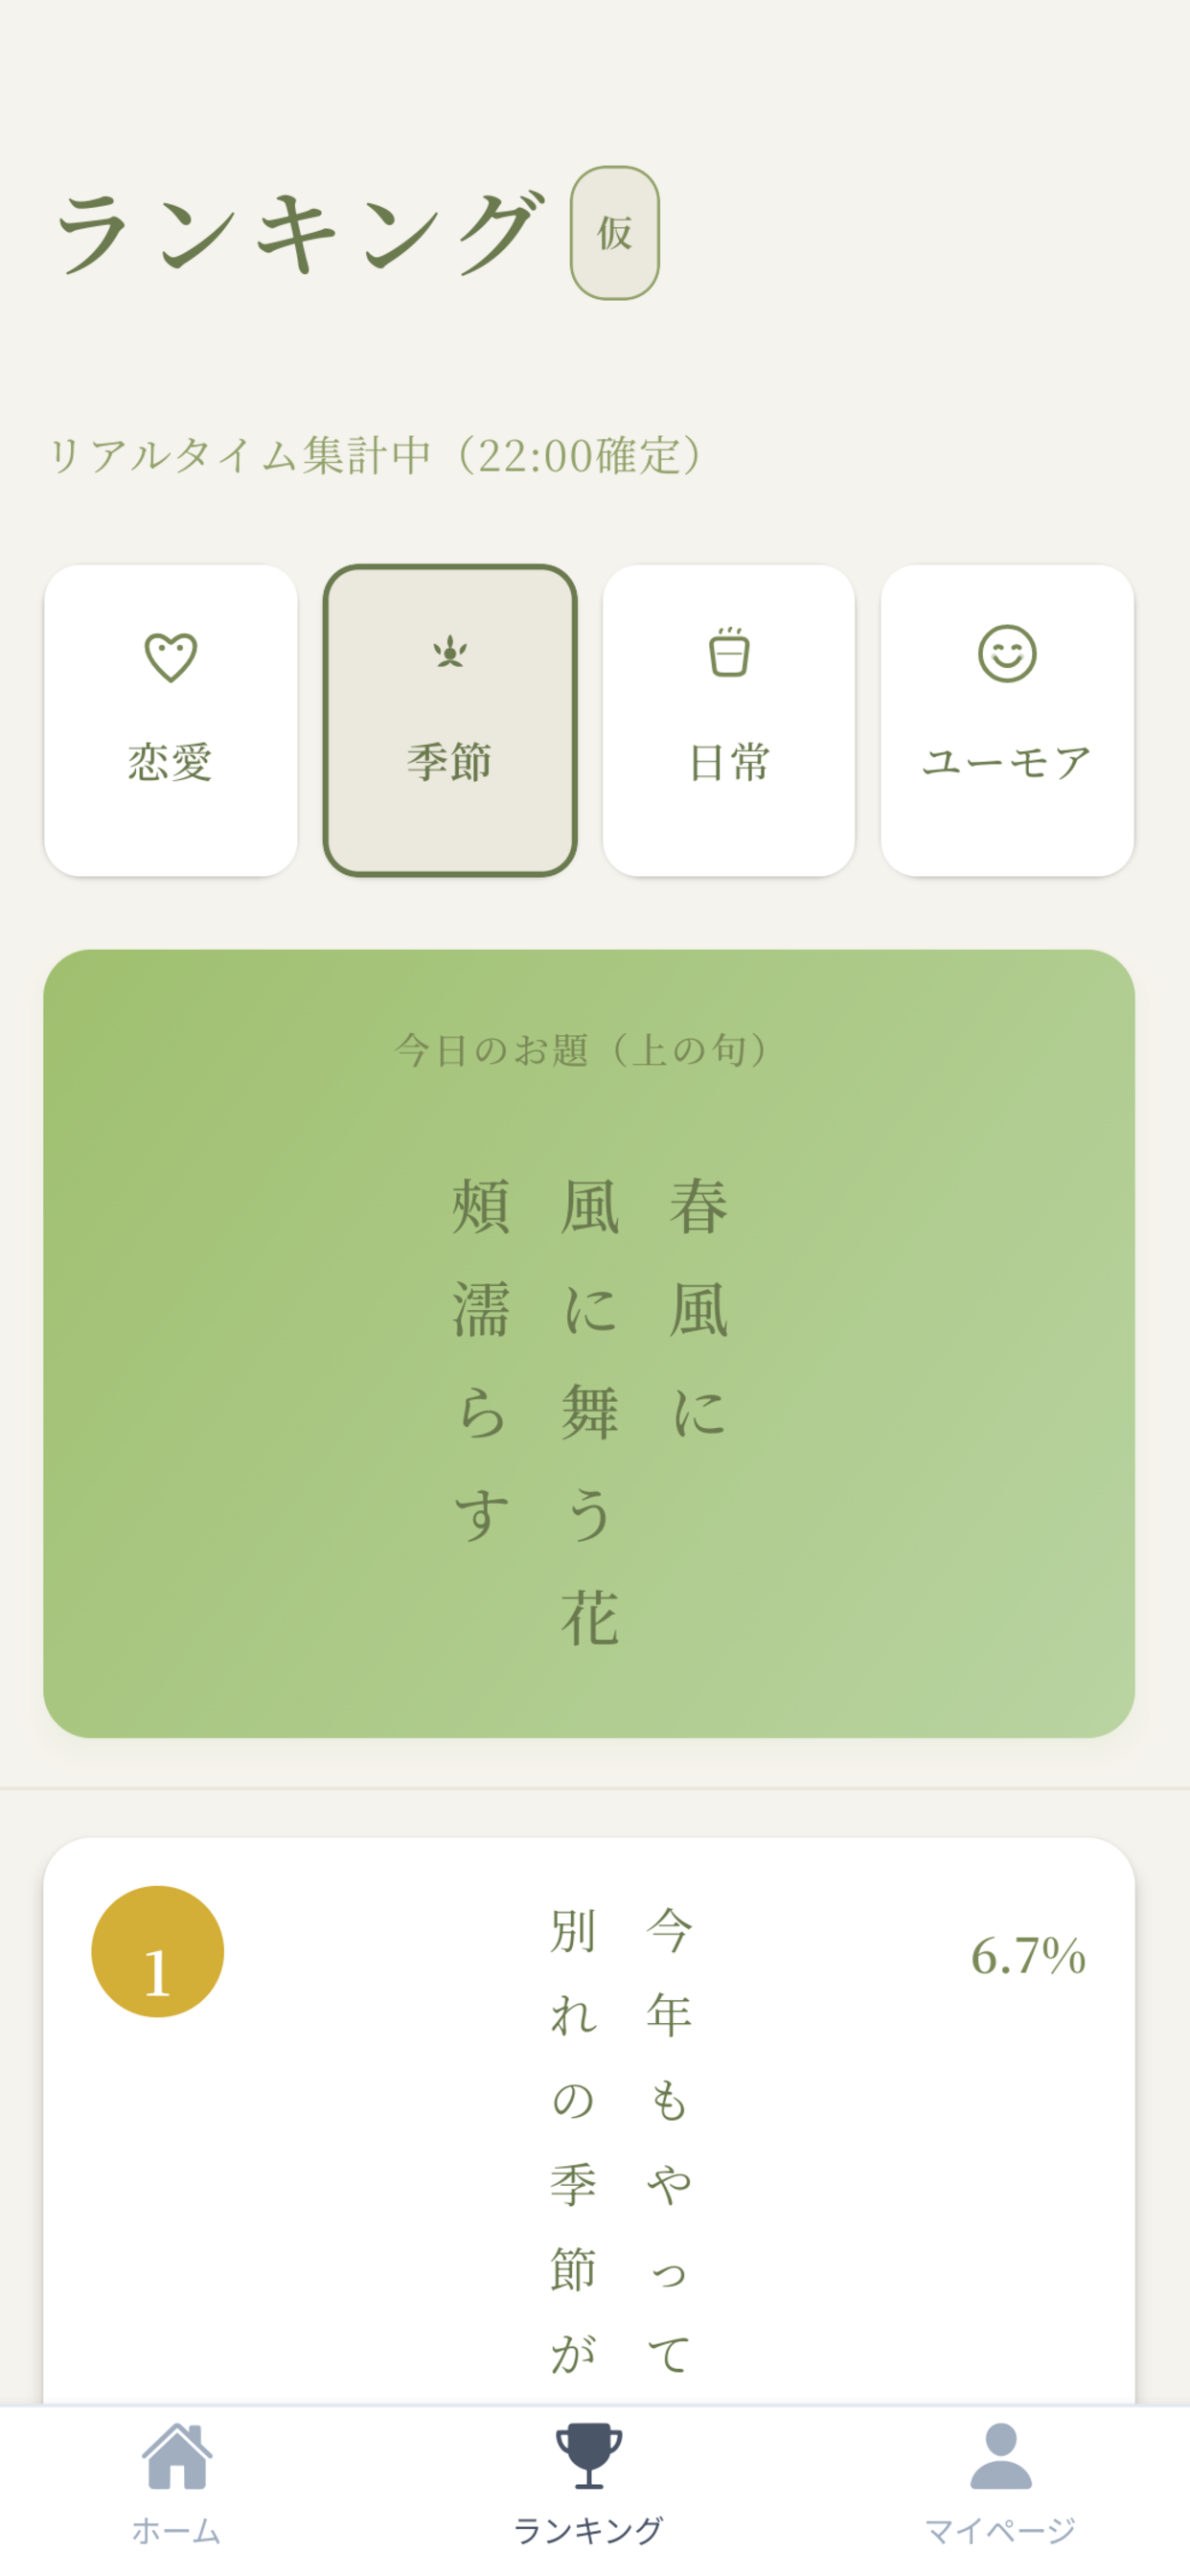 ランキング 仮
リアルタイム集計中（22:00確定）
恋愛
季節
日常
ユーモア
今日のお題（上の句）
春風に
風に舞う花
頬濡らす
1
今年もやって
別れの季節が
6.7%
ホーム
ランキング
マイページ